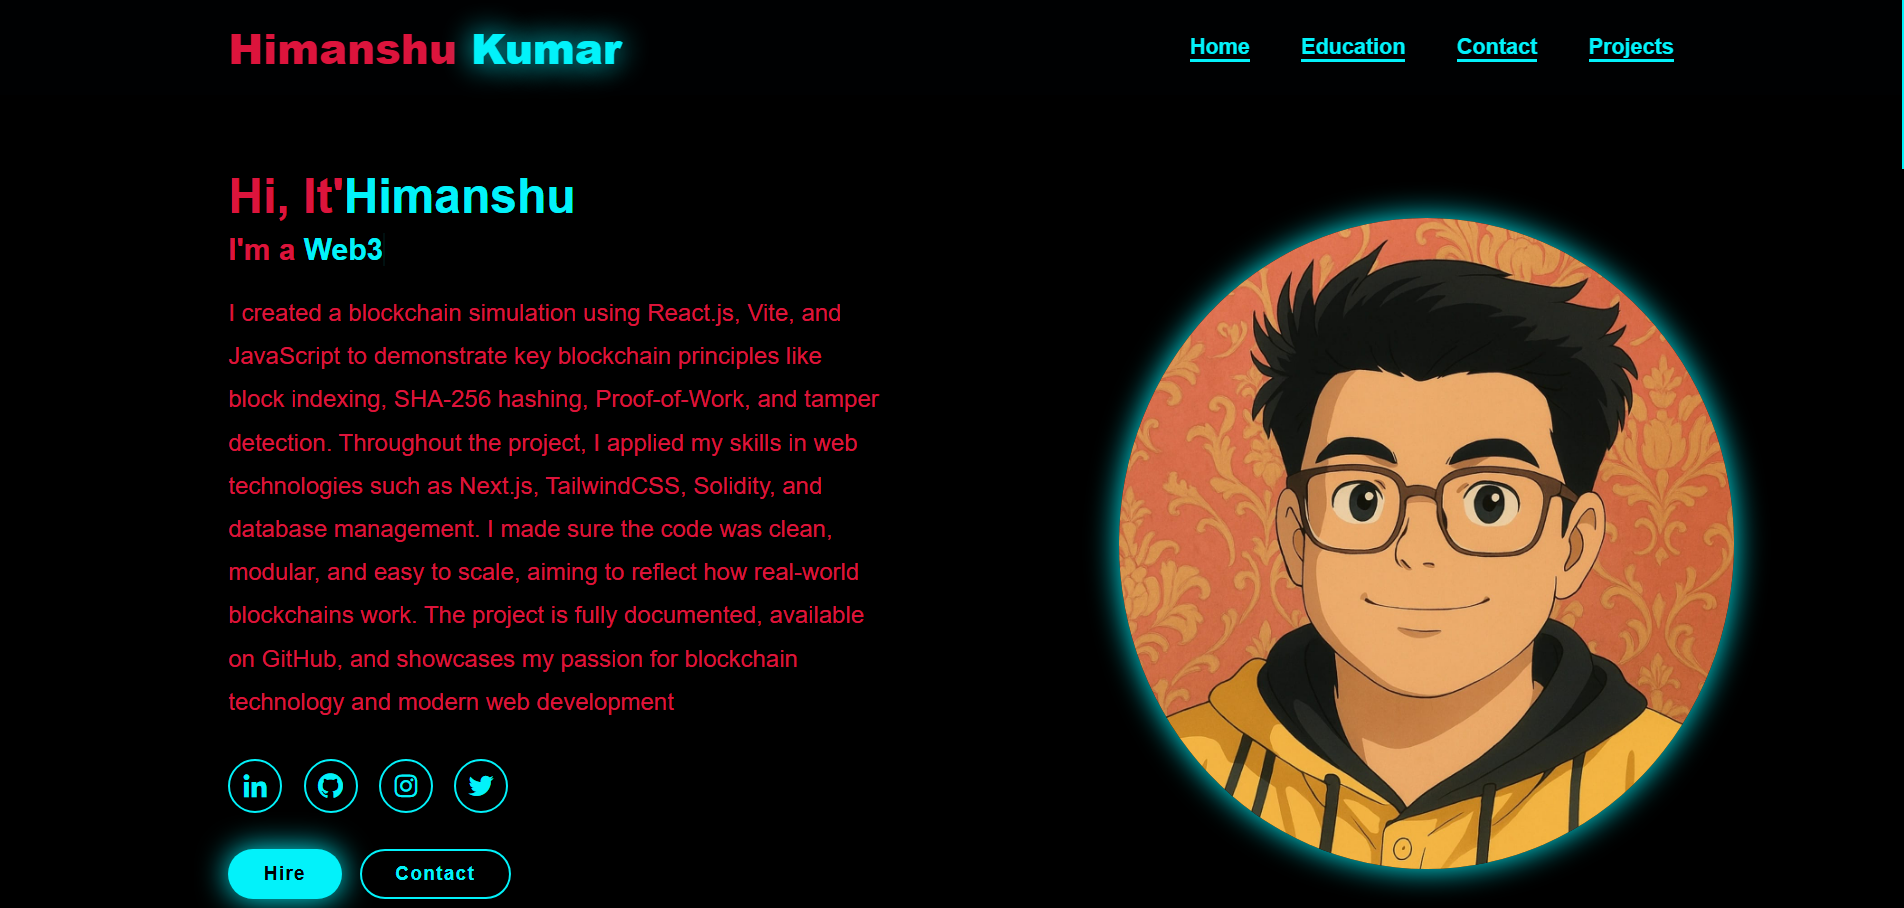 Himanshu Kumar
Home Education Contact Projects
Hi, It'Himanshu
I'm a Web3
I created a blockchain simulation using React.js, Vite, and
JavaScript to demonstrate key blockchain principles like
block indexing, SHA-256 hashing, Proof-of-Work, and tamper
detection. Throughout the project, I applied my skills in web
technologies such as Next.js, TailwindCSS, Solidity, and
database management. I made sure the code was clean,
modular, and easy to scale, aiming to reflect how real-world
blockchains work. The project is fully documented, available
on GitHub, and showcases my passion for blockchain
technology and modern web development
Hire Contact